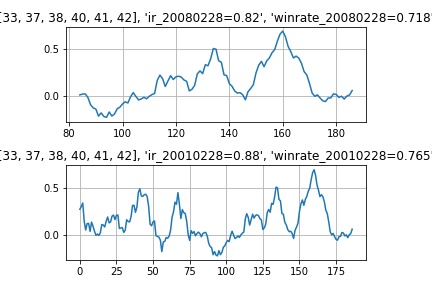 [33, 37, 38, 40, 41, 42], 'ir_20080228=0.82', 'winrate_20080228=0.718'
0.5
0.0
80 100 120 140 160 180
[33, 37, 38, 40, 41, 42], 'ir_20010228=0.88', 'winrate_20010228=0.765'
0.5
0.0
0 25 50 75 100 125 150 175